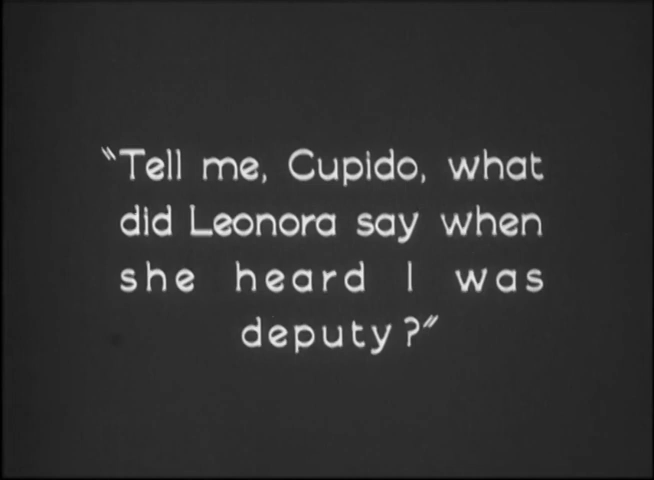 "Tell me, Cupido, what
did Leonora say when
she heard I was
deputy?"